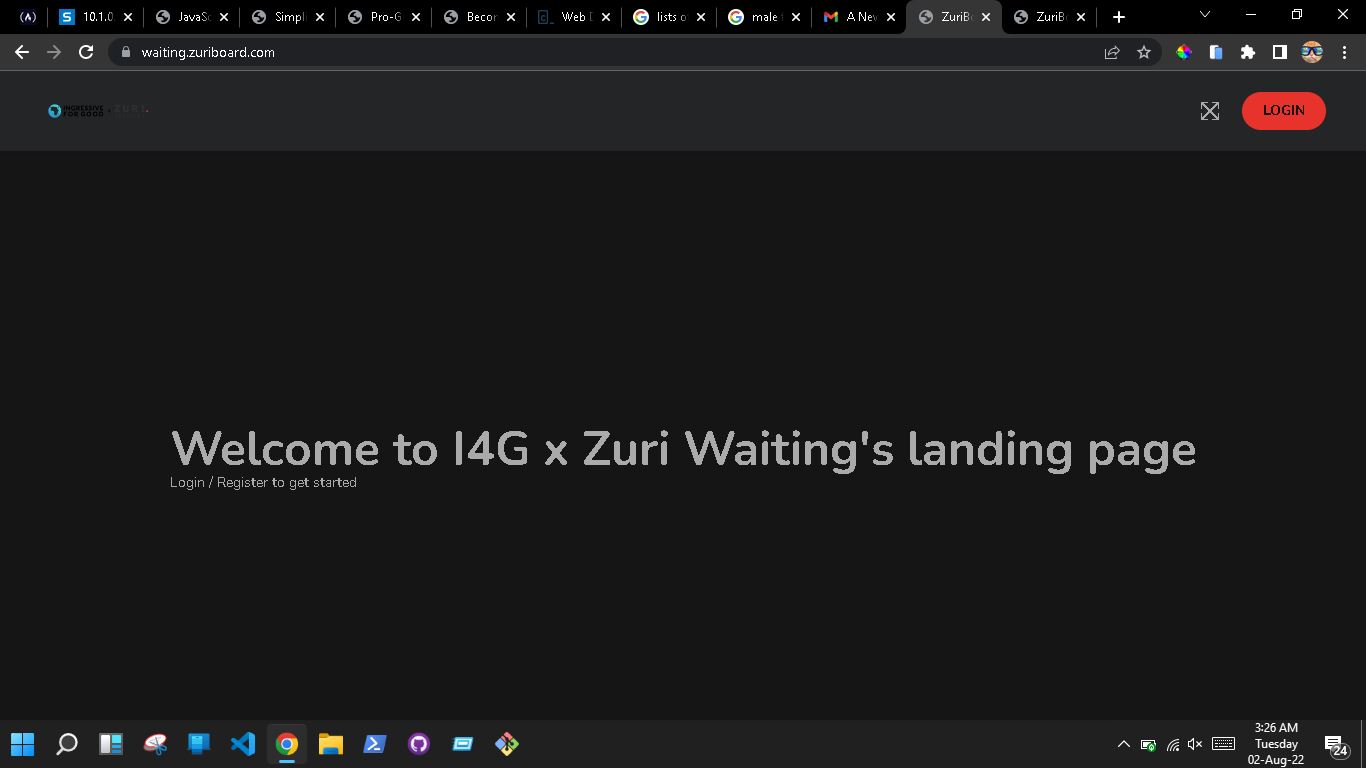 10.1.0.
JavaSc
Simpli
Pro-G
Becor
Web D
lists o
male
A New
ZuriBo
ZuriBo
waiting.zuriboard.com
INGRESSIVE
FOR GOOD
ZURI
LOGIN
Welcome to I4G x Zuri Waiting's landing page
Login / Register to get started
3:26 AM
Tuesday
02-Aug-22
24